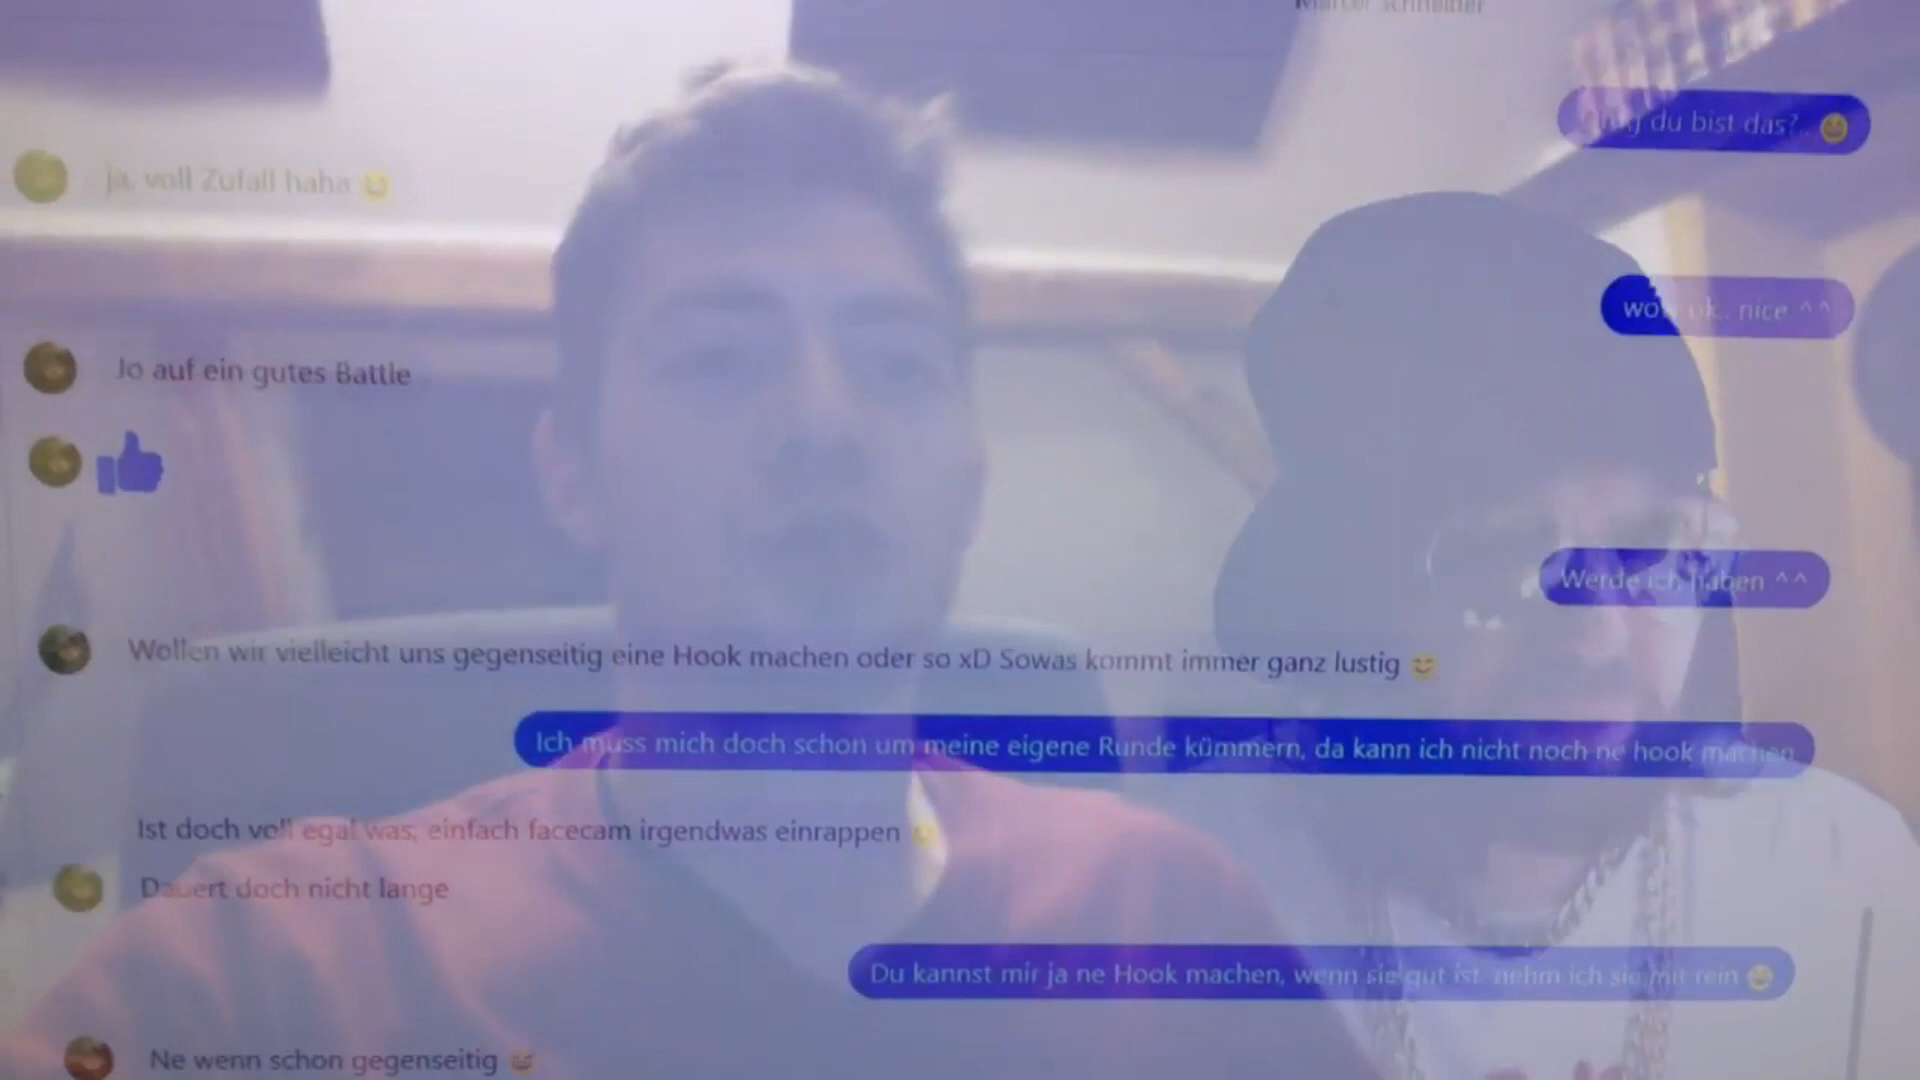 Marcel Schneider
du bist das? 😄
ja, voll Zufall haha 😃
wow ok.. nice ^^
Jo auf ein gutes Battle
Werde ich haben ^^
Wollen wir vielleicht uns gegenseitig eine Hook machen oder so xD Sowas kommt immer ganz lustig 😊
Ich muss mich doch schon um meine eigene Runde kümmern, da kann ich nicht noch ne hook machen
Ist doch voll egal was, einfach facecam irgendwas einrappen 😃
Dauert doch nicht lange
Du kannst mir ja ne Hook machen, wenn sie gut ist, nehm ich sie mit rein 😄
Ne wenn schon gegenseitig 😅